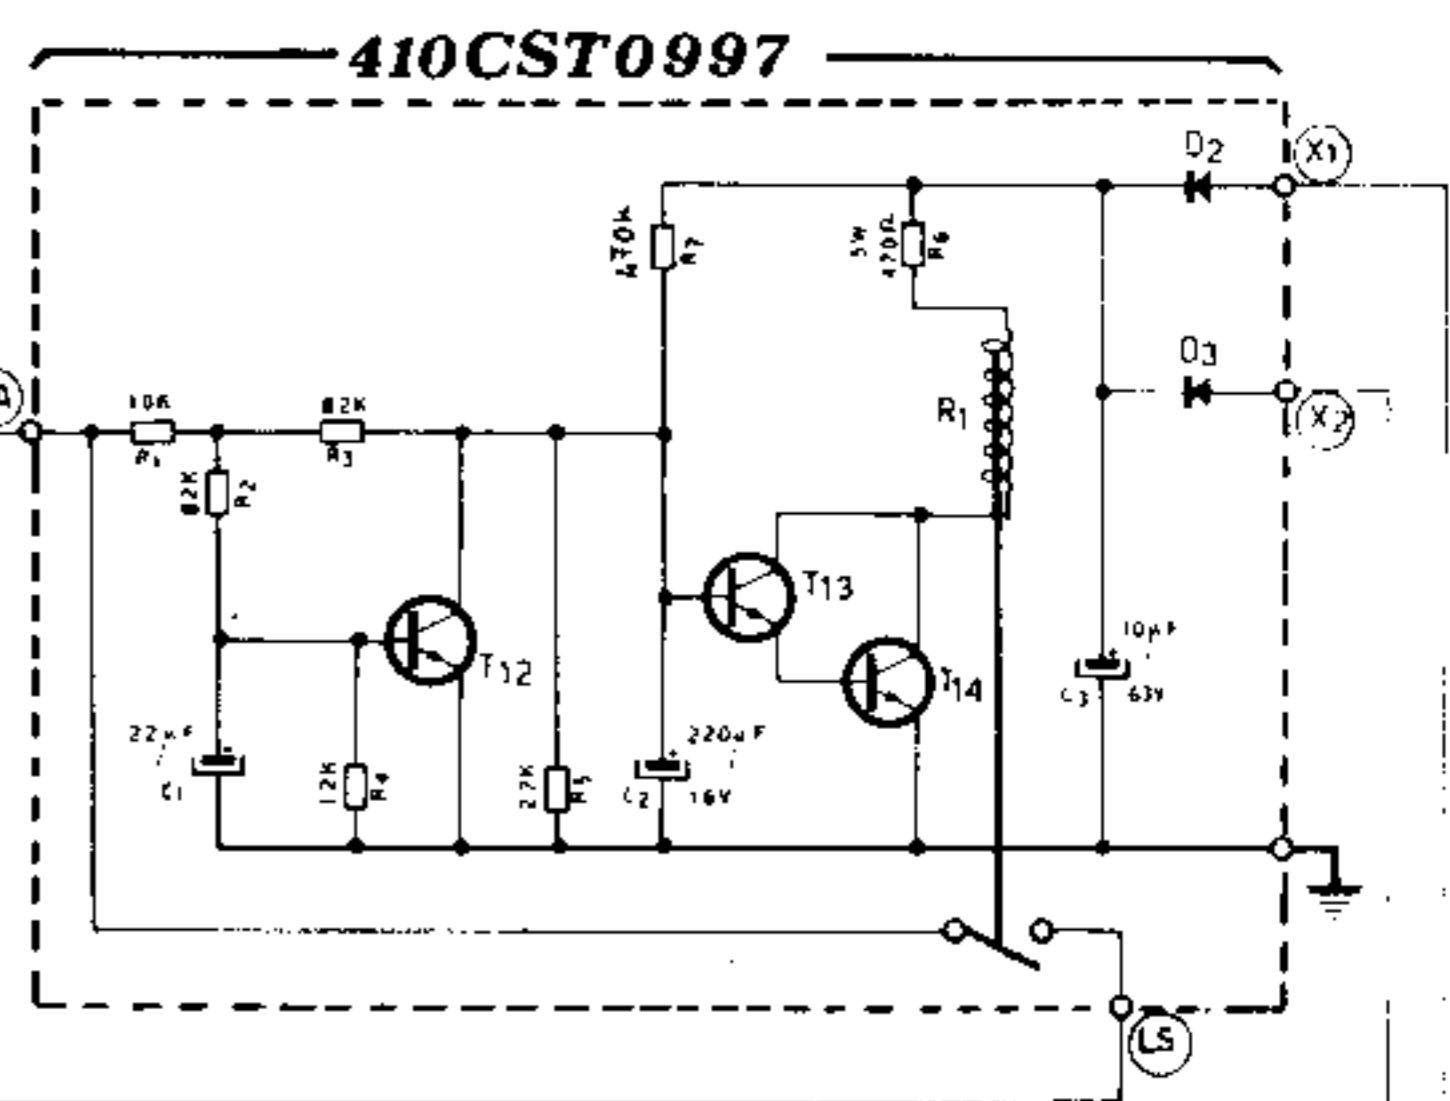 410CST0997
D2
X1
470K
R7
5W
470Ω
R6
D3
X2
A
R1
82K
R1
R3
82K
R2
T13
T12
T14
10µF
C3
63V
22µF
C1
12K
R4
27K
R5
220µF
C2
16V
LS